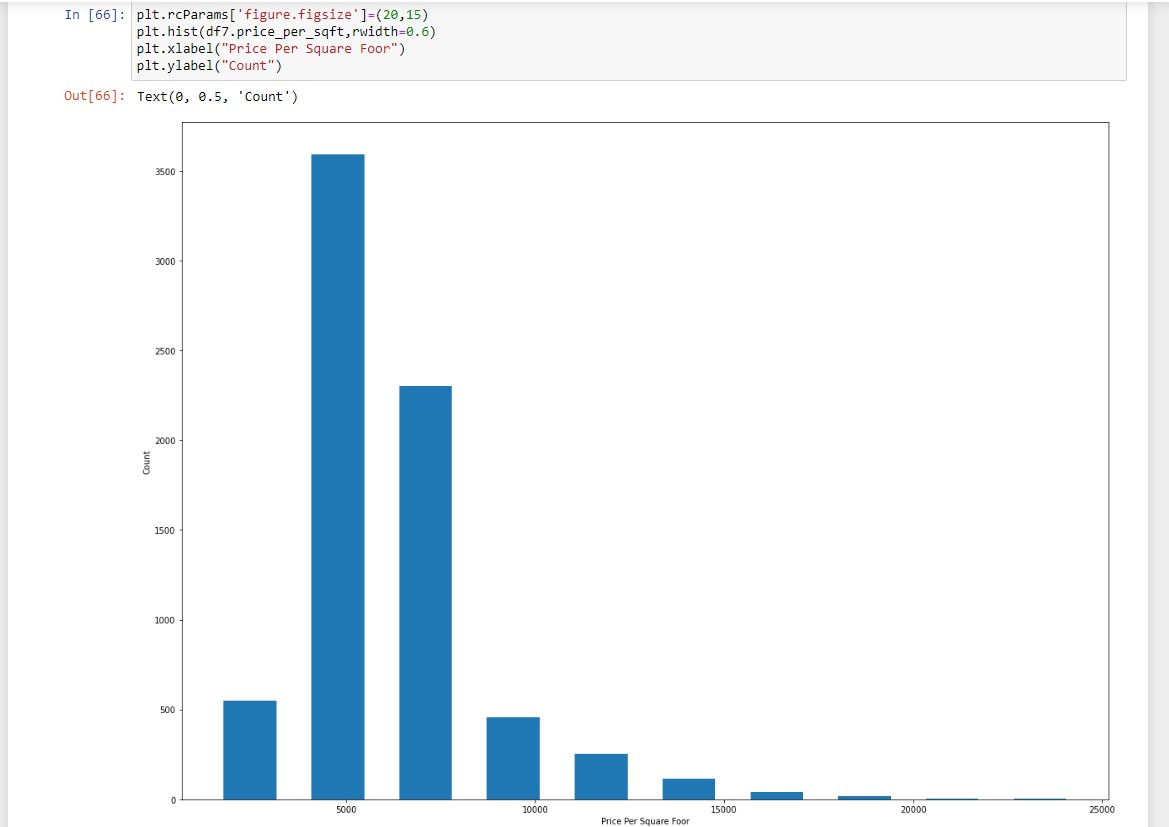 In [66]: plt.rcParams['figure.figsize']=(20,15)
plt.hist(df7.price_per_sqft,rwidth=0.6)
plt.xlabel("Price Per Square Foor")
plt.ylabel("Count")
Out[66]: Text(0, 0.5, 'Count')
3500
3000
2500
2000
Count
1500
1000
500
0
5000 10000 15000 20000 25000
Price Per Square Foor